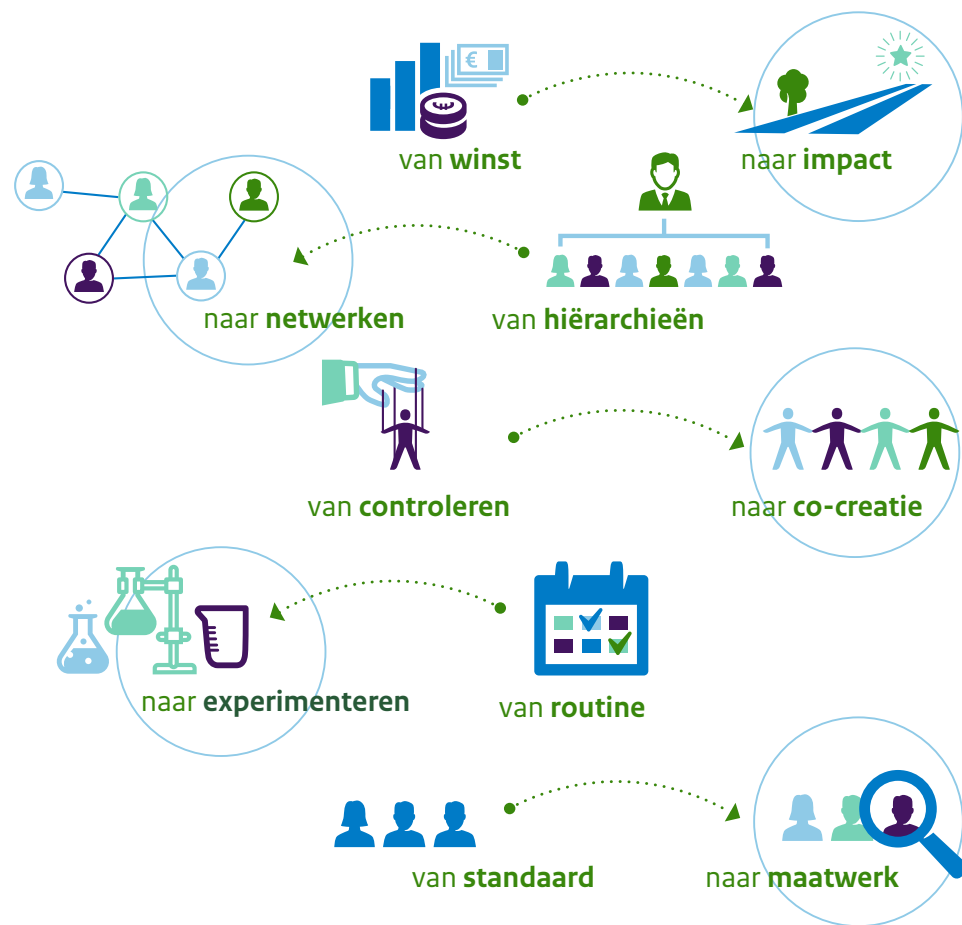 €
van winst
naar impact
naar netwerken
van hiërarchieën
van controleren
naar co-creatie
naar experimenteren
van routine
van standaard
naar maatwerk